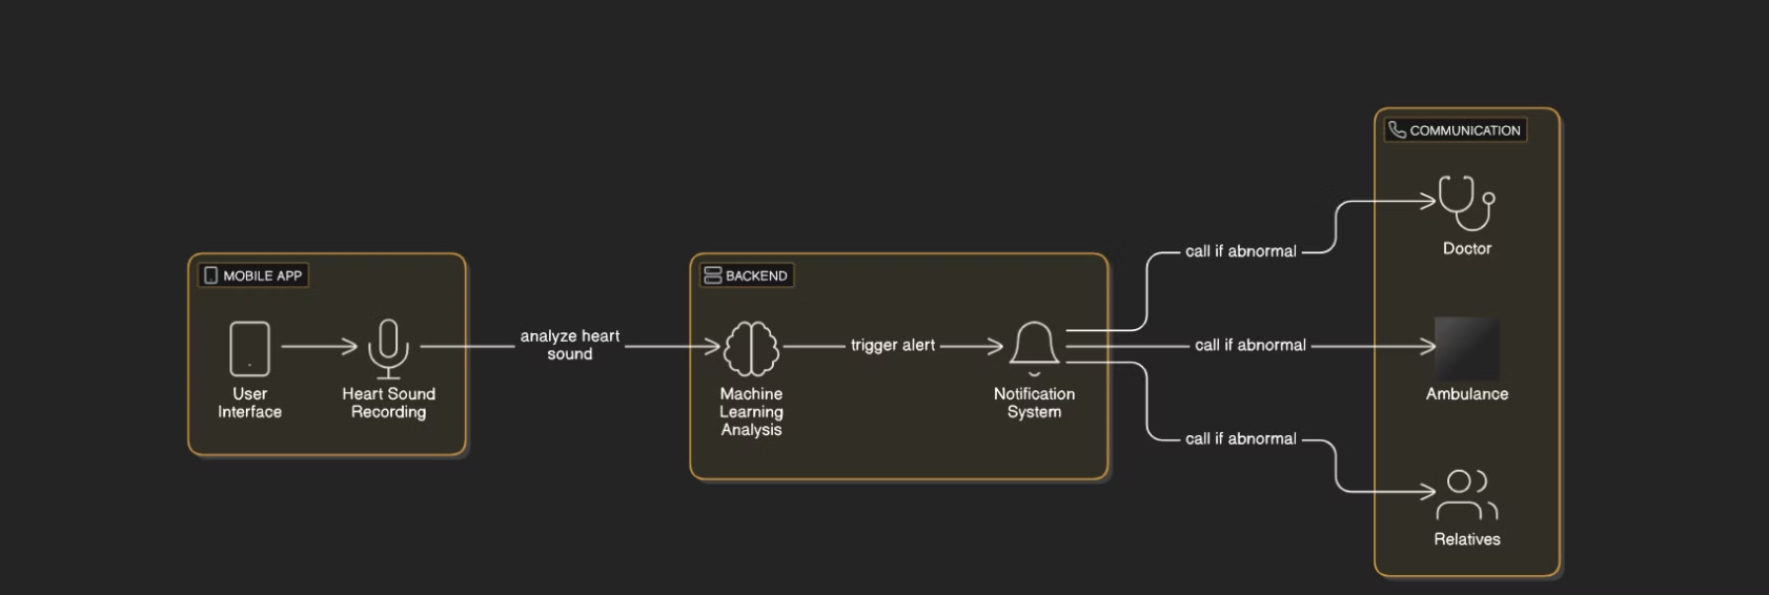 COMMUNICATION
Doctor
call if abnormal
MOBILE APP
User
Interface
Heart Sound
Recording
analyze heart
sound
BACKEND
Machine
Learning
Analysis
trigger alert
Notification
System
call if abnormal
Ambulance
call if abnormal
Relatives